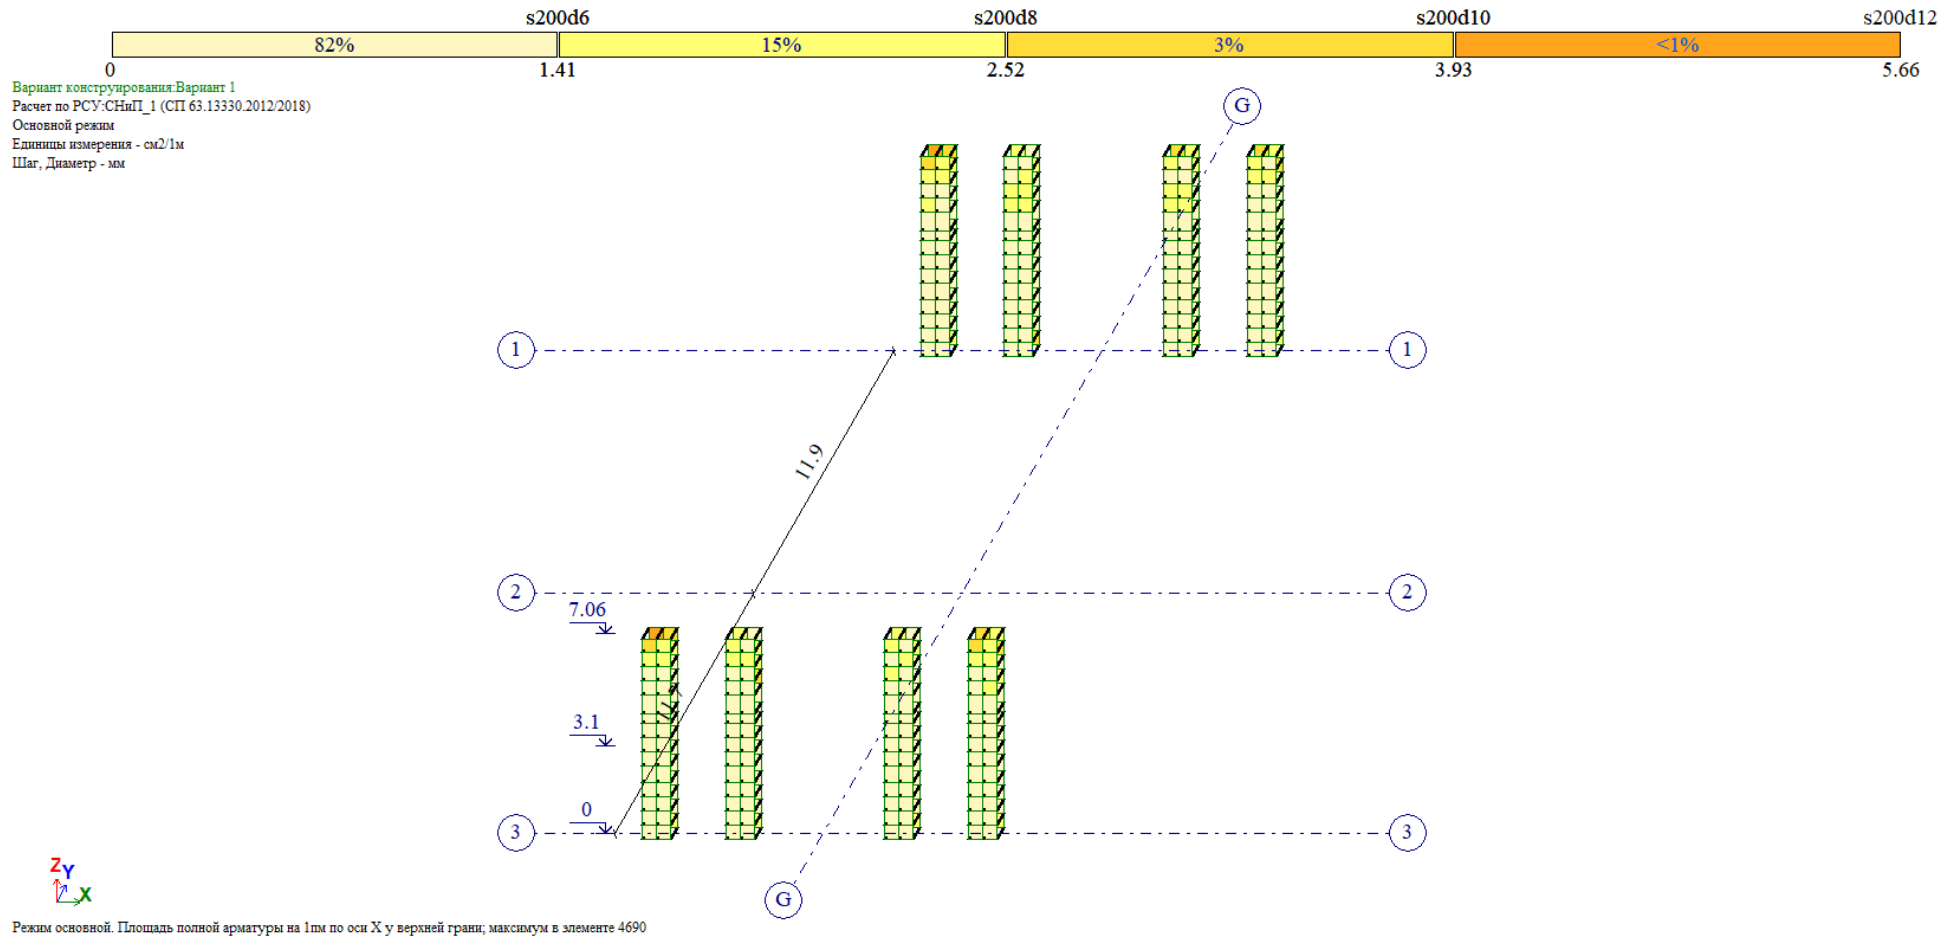 s200d6 s200d8 s200d10 s200d12
82% 15% 3% <1%
0 1.41 2.52 3.93 5.66
Вариант конструирования:Вариант 1
Расчет по РСУ:СНиП_1 (СП 63.13330.2012/2018)
Основной режим
Единицы измерения - см2/1м
Шаг, Диаметр - мм
G
1 1
11.9
2 2
7.06
3.1
0
3 3
G
Z
Y
X
Режим основной. Площадь полной арматуры на 1пм по оси X у верхней грани; максимум в элементе 4690